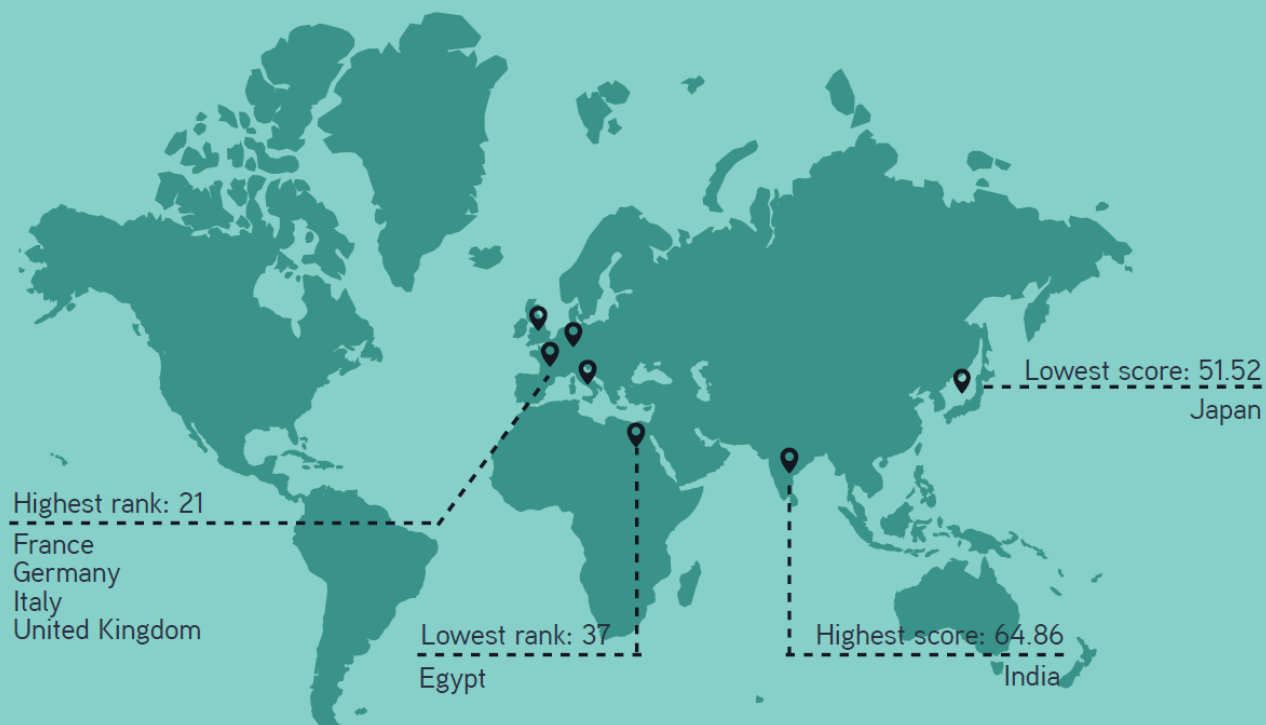 Lowest score: 51.52
Japan
Highest rank: 21
France
Germany
Italy
United Kingdom
Lowest rank: 37
Egypt
Highest score: 64.86
India